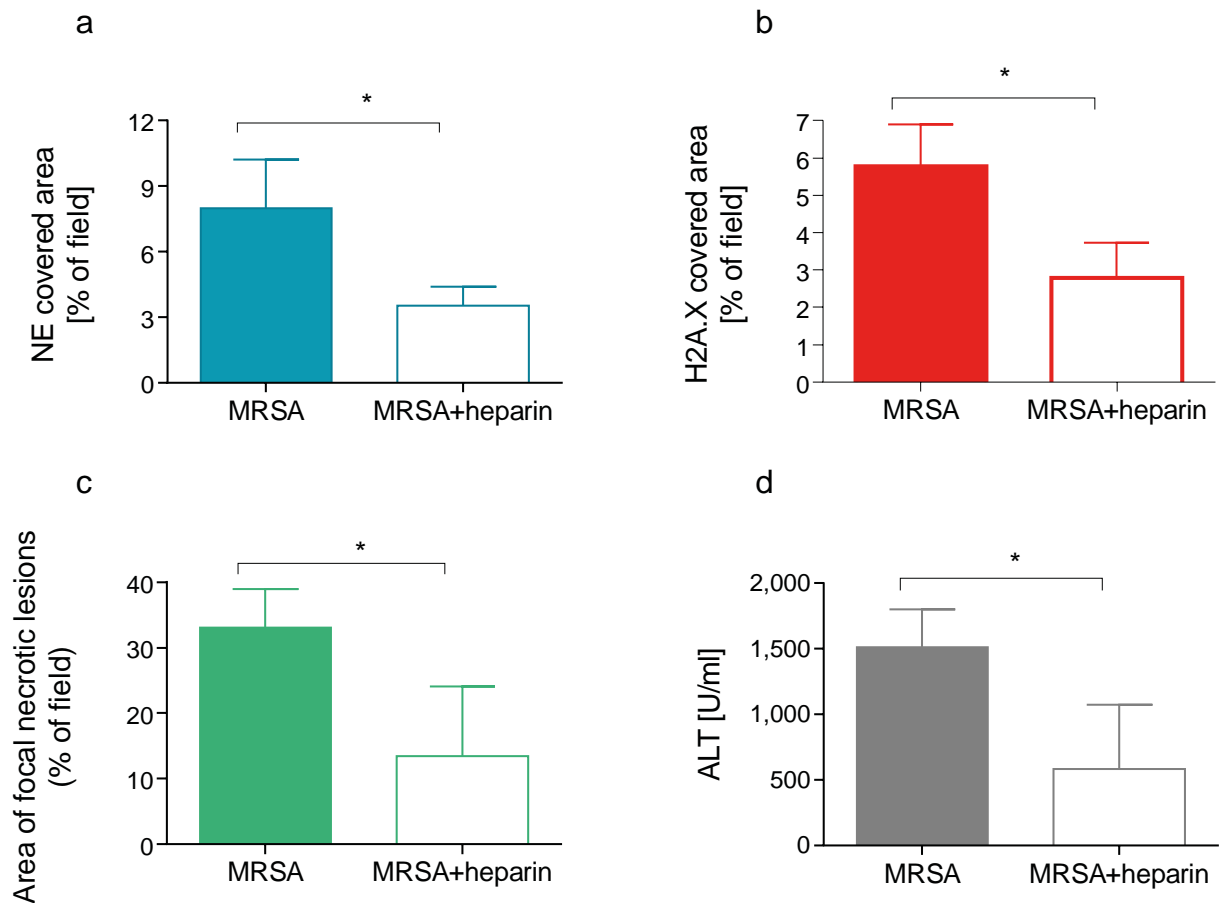 a
*
NE covered area
[% of field]
12
9
6
3
0
MRSA
MRSA+heparin
b
*
H2A.X covered area
[% of field]
7
6
5
4
3
2
1
0
MRSA
MRSA+heparin
c
*
Area of focal necrotic lesions
(% of field)
40
30
20
10
0
MRSA
MRSA+heparin
d
*
ALT [U/ml]
2,000
1,500
1,000
500
0
MRSA
MRSA+heparin